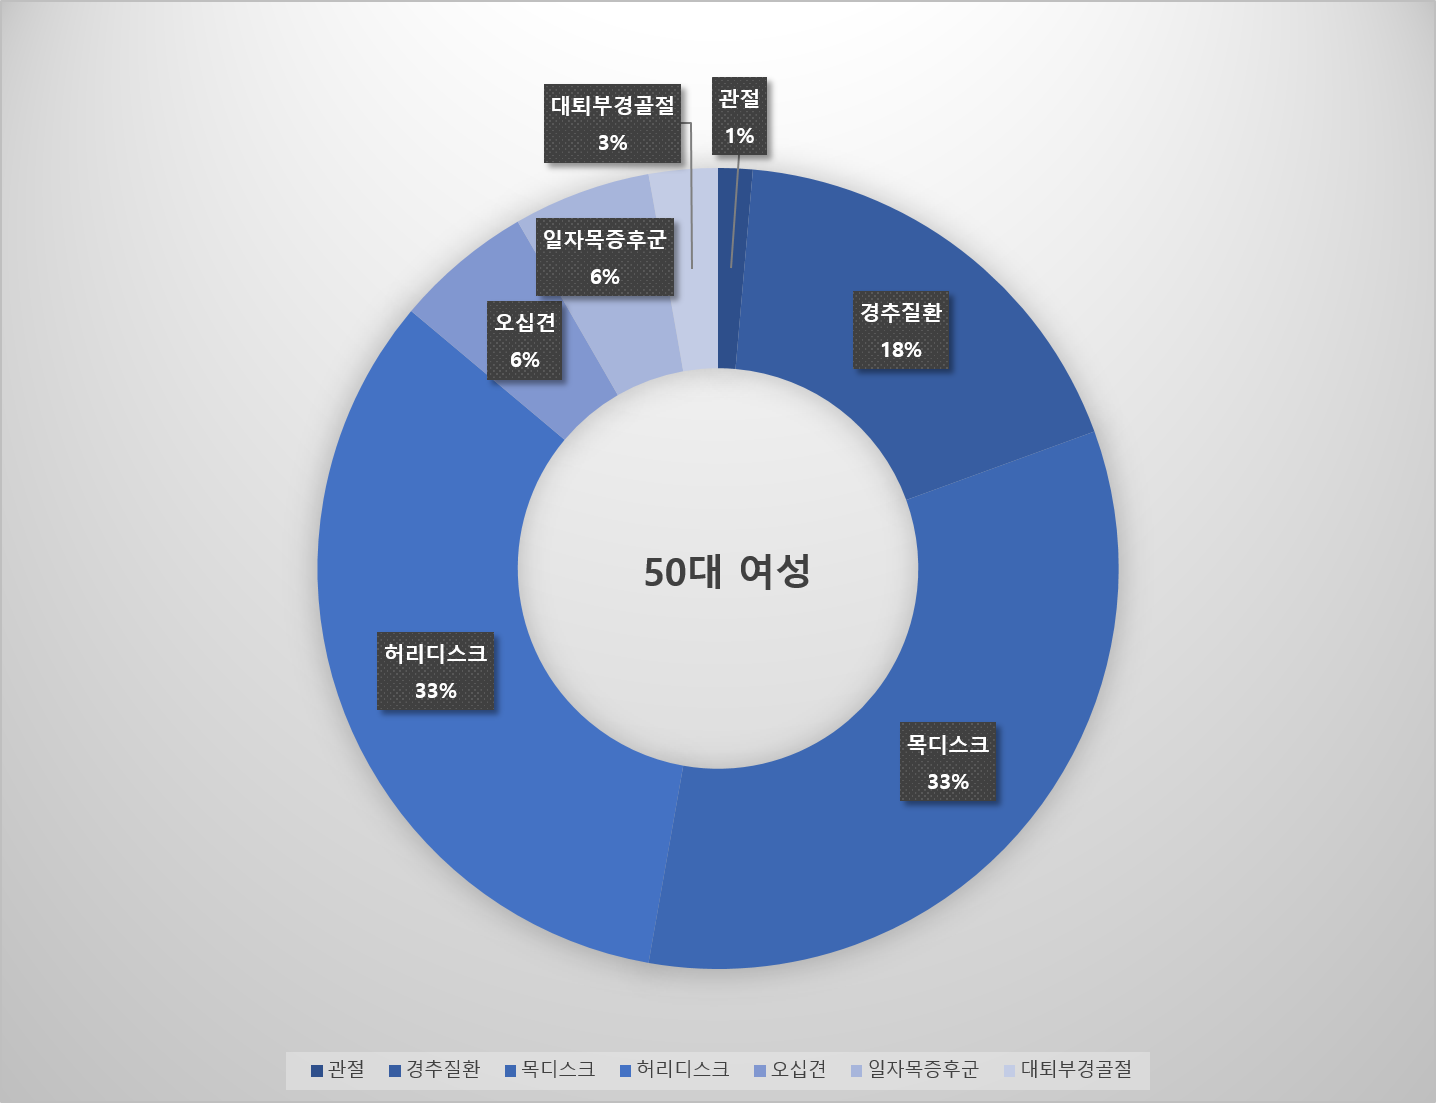 대퇴부경골절
3%
관절
1%
일자목증후군
6%
경추질환
18%
오십견
6%
50대 여성
허리디스크
33%
목디스크
33%
관절 경추질환 목디스크 허리디스크 오십견 일자목증후군 대퇴부경골절